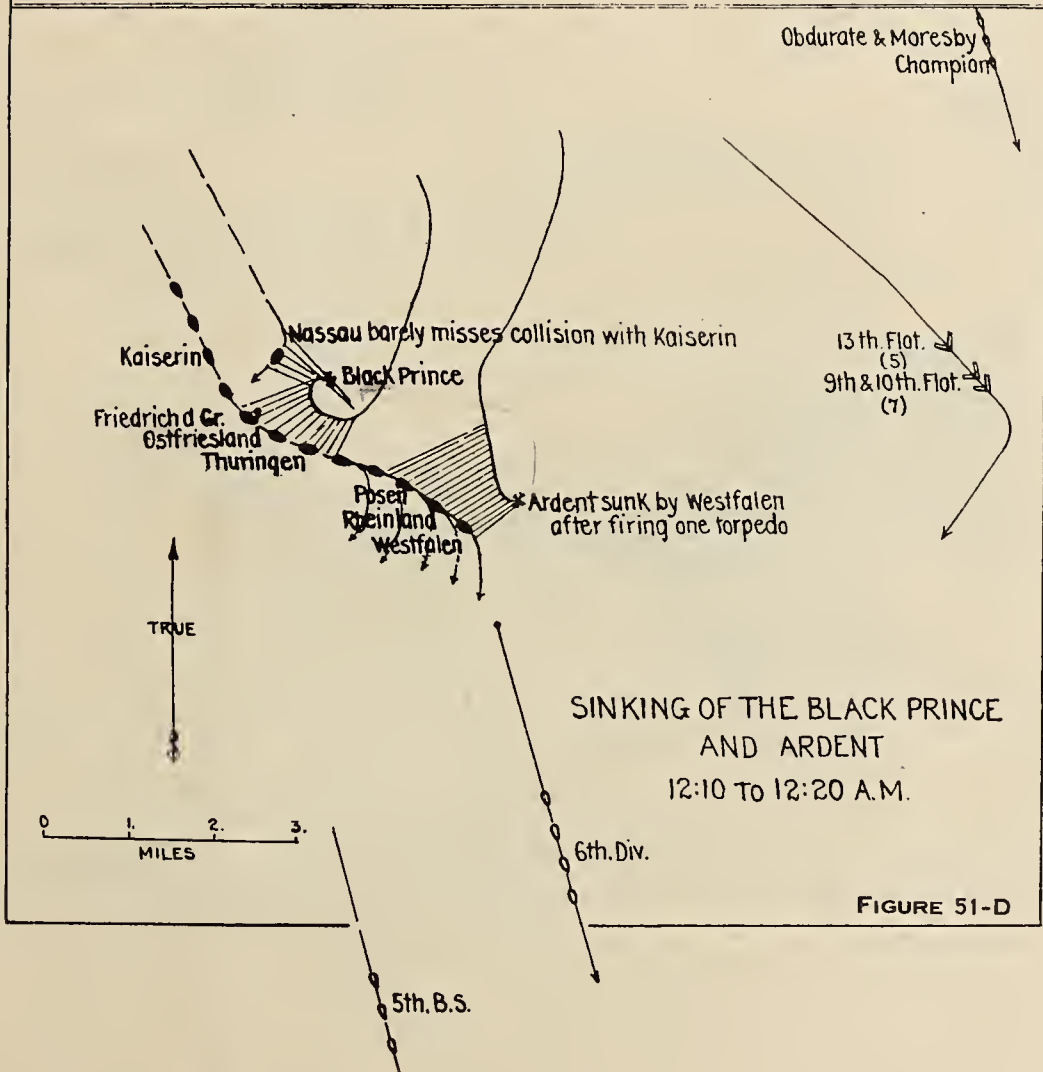 Obdurate & Moresby
Champion
Nassau barely misses collision with Kaiserin
Kaiserin
Black Prince
13th. Flot.
(5)
9th & 10th. Flot.
(7)
Friedrich d Gr.
Ostfriesland
Thuringen
Posen
Rheinland
Westfalen
Ardent sunk by Westfalen
after firing one torpedo
TRUE
SINKING OF THE BLACK PRINCE
AND ARDENT
12:10 TO 12:20 A.M.
0 1. 2. 3.
MILES
6th. Div.
FIGURE 51-D
5th. B.S.